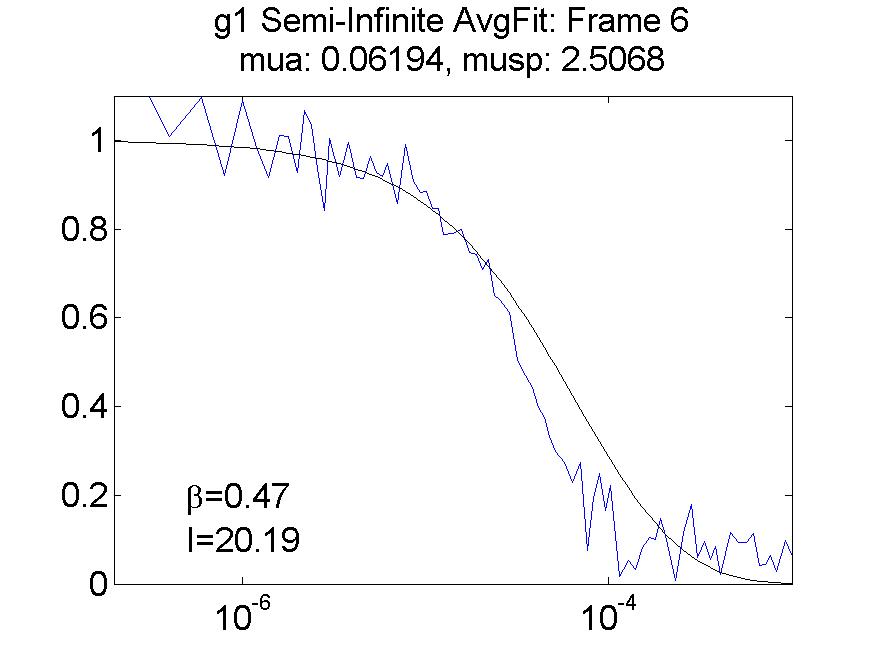 g1 Semi-Infinite AvgFit: Frame 6
mua: 0.06194, musp: 2.5068
1
0.8
0.6
0.4
0.2
0
β=0.47
I=20.19
10^-6
10^-4